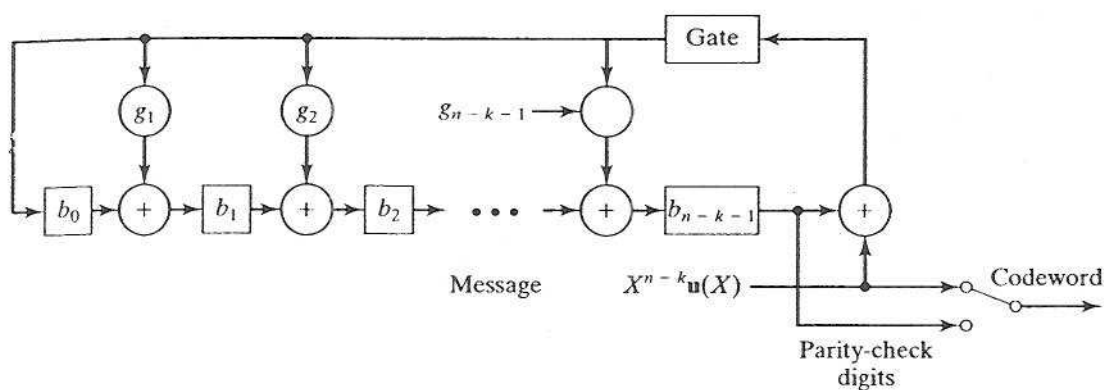 Gate
g₁
g₂
gₙ₋ₖ₋₁
b₀ + b₁ + b₂ • • • + bₙ₋ₖ₋₁ +
Message Xⁿ⁻ᵏu(X) Codeword
Parity-check
digits